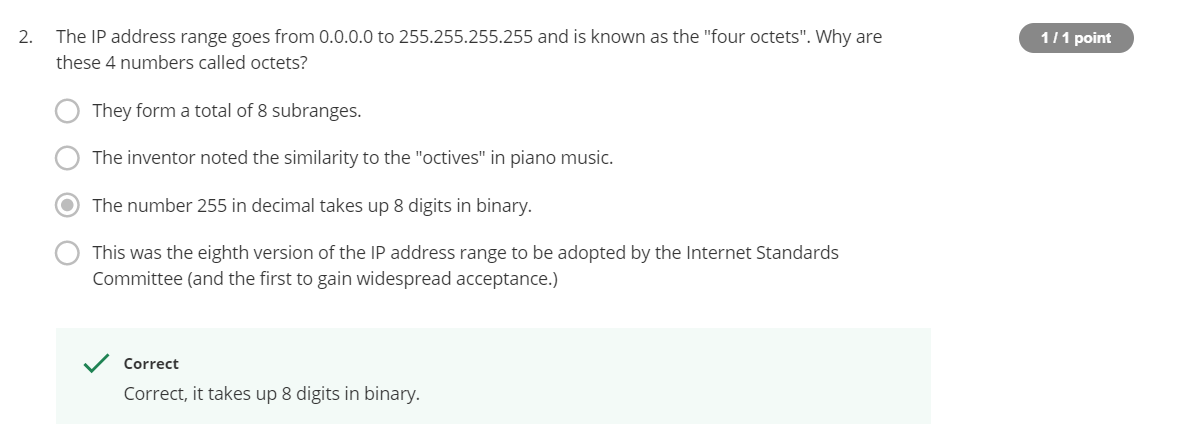 2. The IP address range goes from 0.0.0.0 to 255.255.255.255 and is known as the "four octets". Why are
these 4 numbers called octets?
1 / 1 point
They form a total of 8 subranges.
The inventor noted the similarity to the "octives" in piano music.
The number 255 in decimal takes up 8 digits in binary.
This was the eighth version of the IP address range to be adopted by the Internet Standards
Committee (and the first to gain widespread acceptance.)
Correct
Correct, it takes up 8 digits in binary.